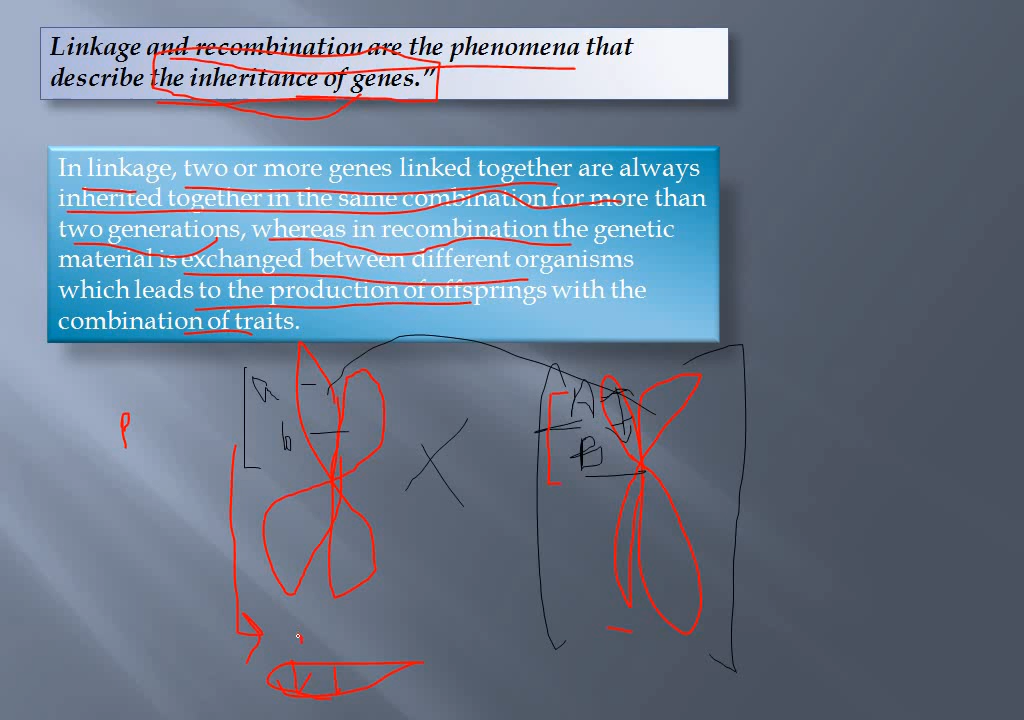 Linkage and recombination are the phenomena that
describe the inheritance of genes.”
In linkage, two or more genes linked together are always
inherited together in the same combination for more than
two generations, whereas in recombination the genetic
material is exchanged between different organisms
which leads to the production of offsprings with the
combination of traits.
P
b
B